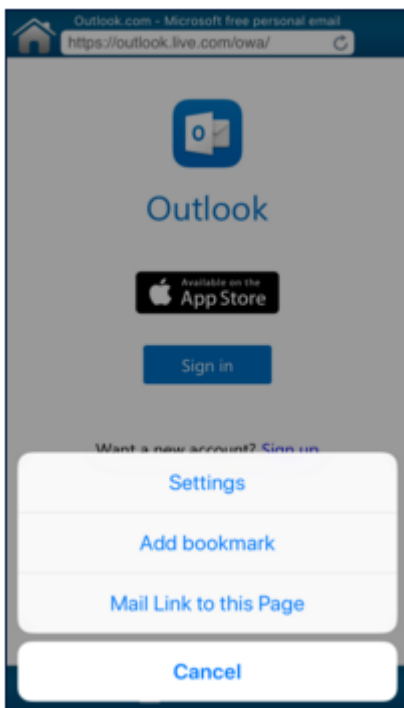 Outlook.com - Microsoft free personal email
https://outlook.live.com/owa/
Outlook
Available on the
App Store
Sign in
Want a new account? Sign up
Settings
Add bookmark
Mail Link to this Page
Cancel